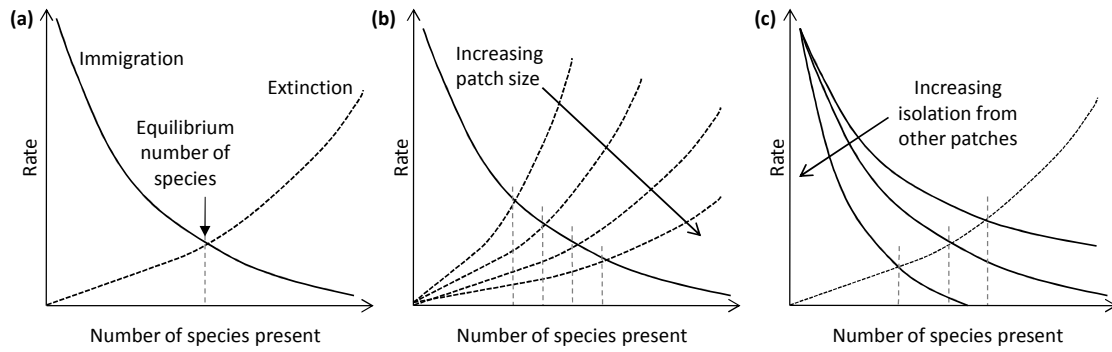 (a)
Immigration
Extinction
Equilibrium
number of
species
Rate
Number of species present
(b)
Increasing
patch size
Rate
Number of species present
(c)
Increasing
isolation from
other patches
Rate
Number of species present